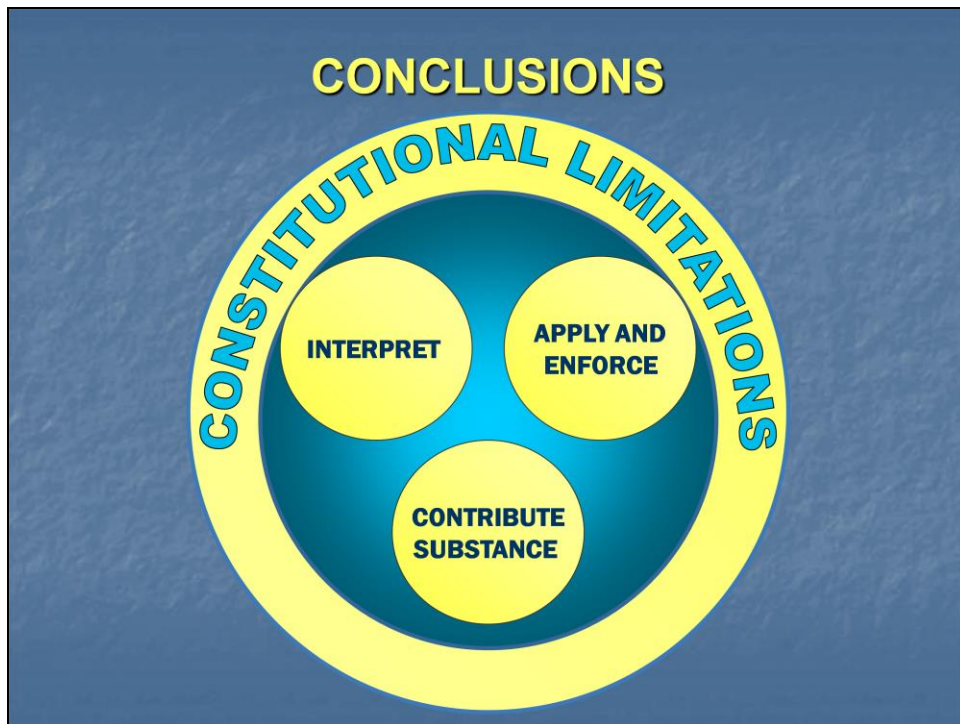 CONCLUSIONS
CONSTITUTIONAL LIMITATIONS
INTERPRET
APPLY AND
ENFORCE
CONTRIBUTE
SUBSTANCE